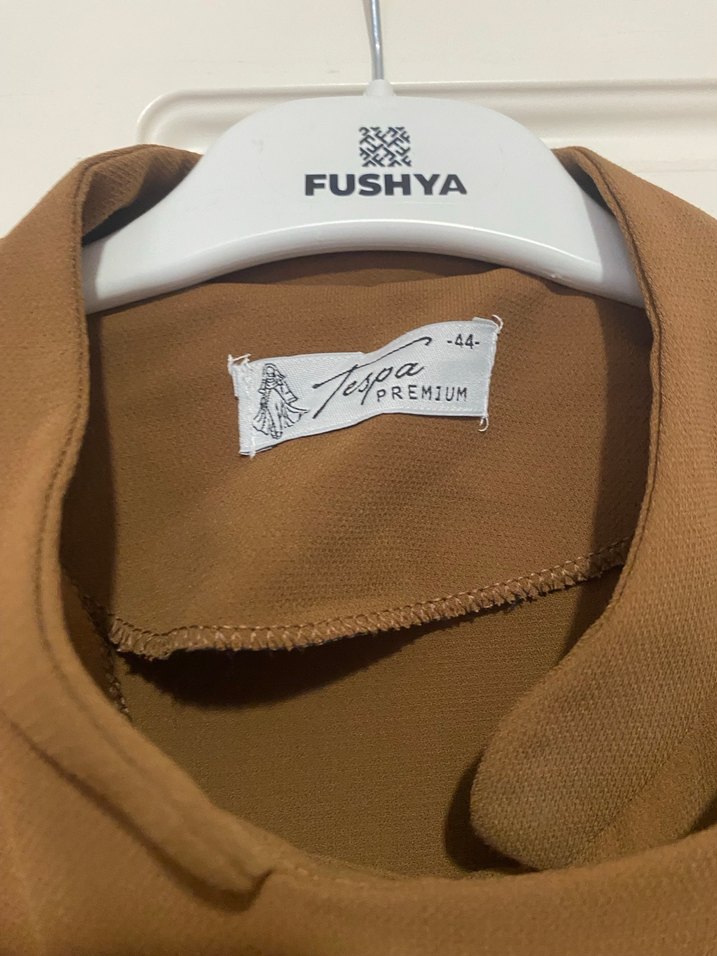 FUSHYA
-44-
Tespa
PREMIUM